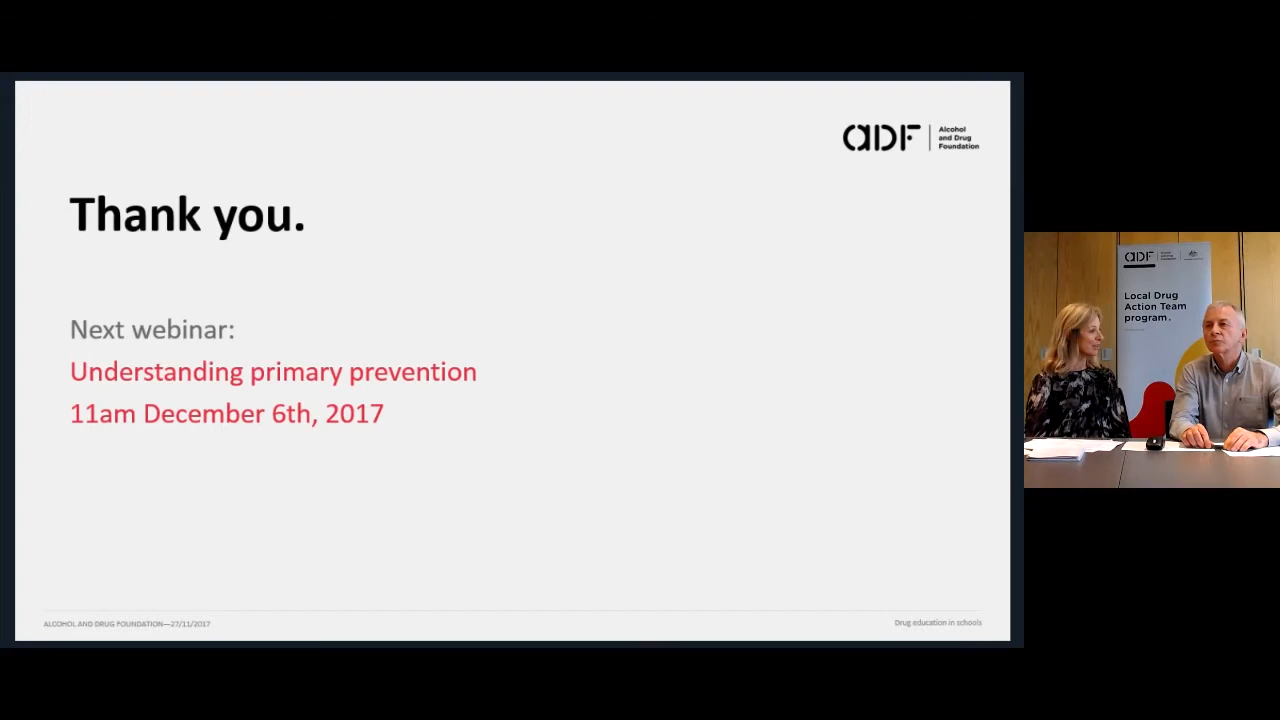 aDF
Alcohol
and Drug
Foundation
Thank you.
Next webinar:
Understanding primary prevention
11am December 6th, 2017
ALCOHOL AND DRUG FOUNDATION—27/11/2017
Drug education in schools
aDF
Local Drug
Action Team
program.